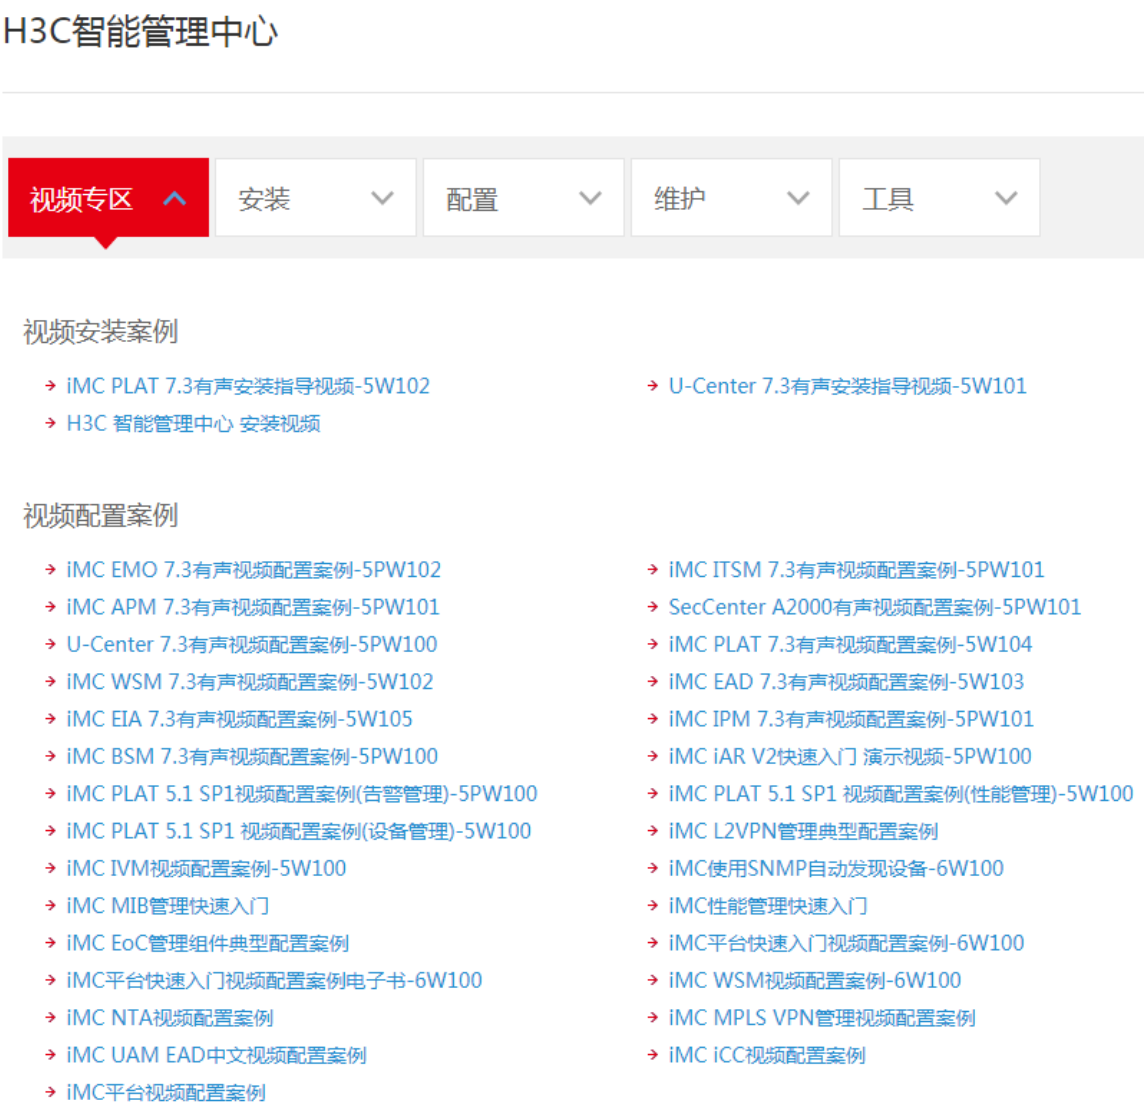 H3C智能管理中心
视频专区 安装 配置 维护 工具
视频安装案例
iMC PLAT 7.3有声安装指导视频-5W102 U-Center 7.3有声安装指导视频-5W101
H3C 智能管理中心 安装视频
视频配置案例
iMC EMO 7.3有声视频配置案例-5PW102 iMC ITSM 7.3有声视频配置案例-5PW101
iMC APM 7.3有声视频配置案例-5PW101 SecCenter A2000有声视频配置案例-5PW101
U-Center 7.3有声视频配置案例-5PW100 iMC PLAT 7.3有声视频配置案例-5W104
iMC WSM 7.3有声视频配置案例-5W102 iMC EAD 7.3有声视频配置案例-5W103
iMC EIA 7.3有声视频配置案例-5W105 iMC IPM 7.3有声视频配置案例-5PW101
iMC BSM 7.3有声视频配置案例-5PW100 iMC iAR V2快速入门 演示视频-5PW100
iMC PLAT 5.1 SP1视频配置案例(告警管理)-5PW100 iMC PLAT 5.1 SP1 视频配置案例(性能管理)-5W100
iMC PLAT 5.1 SP1 视频配置案例(设备管理)-5W100 iMC L2VPN管理典型配置案例
iMC IVM视频配置案例-5W100 iMC使用SNMP自动发现设备-6W100
iMC MIB管理快速入门 iMC性能管理快速入门
iMC EoC管理组件典型配置案例 iMC平台快速入门视频配置案例-6W100
iMC平台快速入门视频配置案例电子书-6W100 iMC WSM视频配置案例-6W100
iMC NTA视频配置案例 iMC MPLS VPN管理视频配置案例
iMC UAM EAD中文视频配置案例 iMC iCC视频配置案例
iMC平台视频配置案例